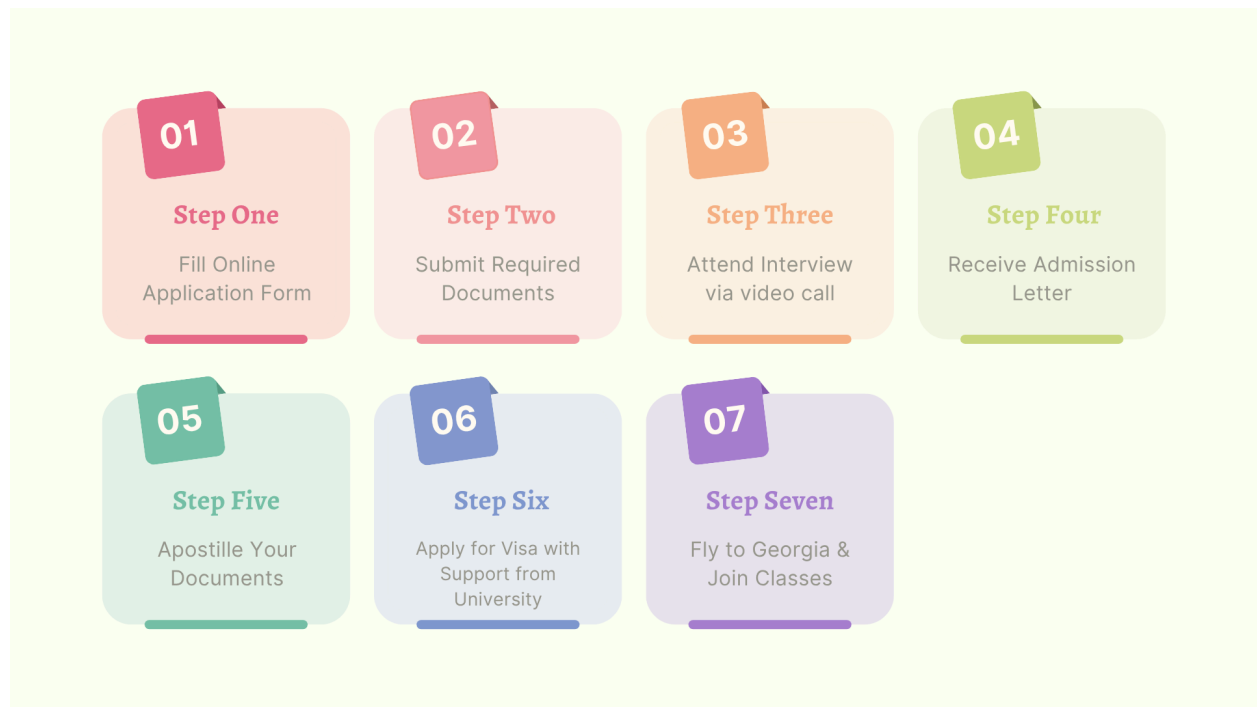 01
Step One
Fill Online
Application Form
02
Step Two
Submit Required
Documents
03
Step Three
Attend Interview
via video call
04
Step Four
Receive Admission
Letter
05
Step Five
Apostille Your
Documents
06
Step Six
Apply for Visa with
Support from
University
07
Step Seven
Fly to Georgia &
Join Classes